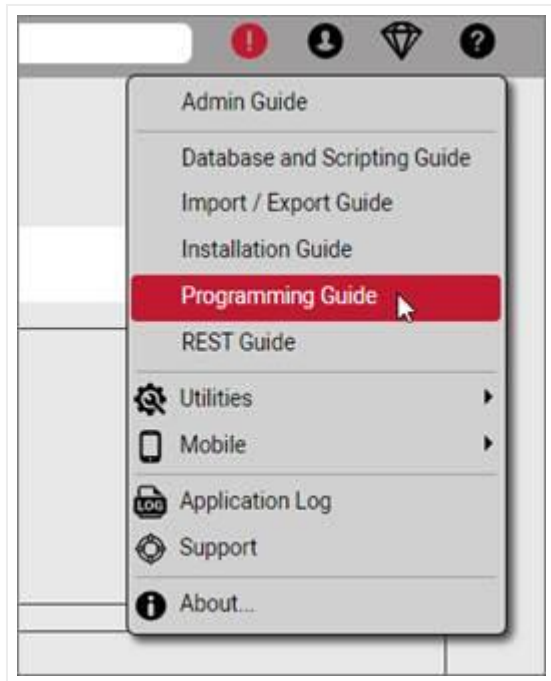 Admin Guide
Database and Scripting Guide
Import / Export Guide
Installation Guide
Programming Guide
REST Guide
Utilities
Mobile
LOG Application Log
Support
About...